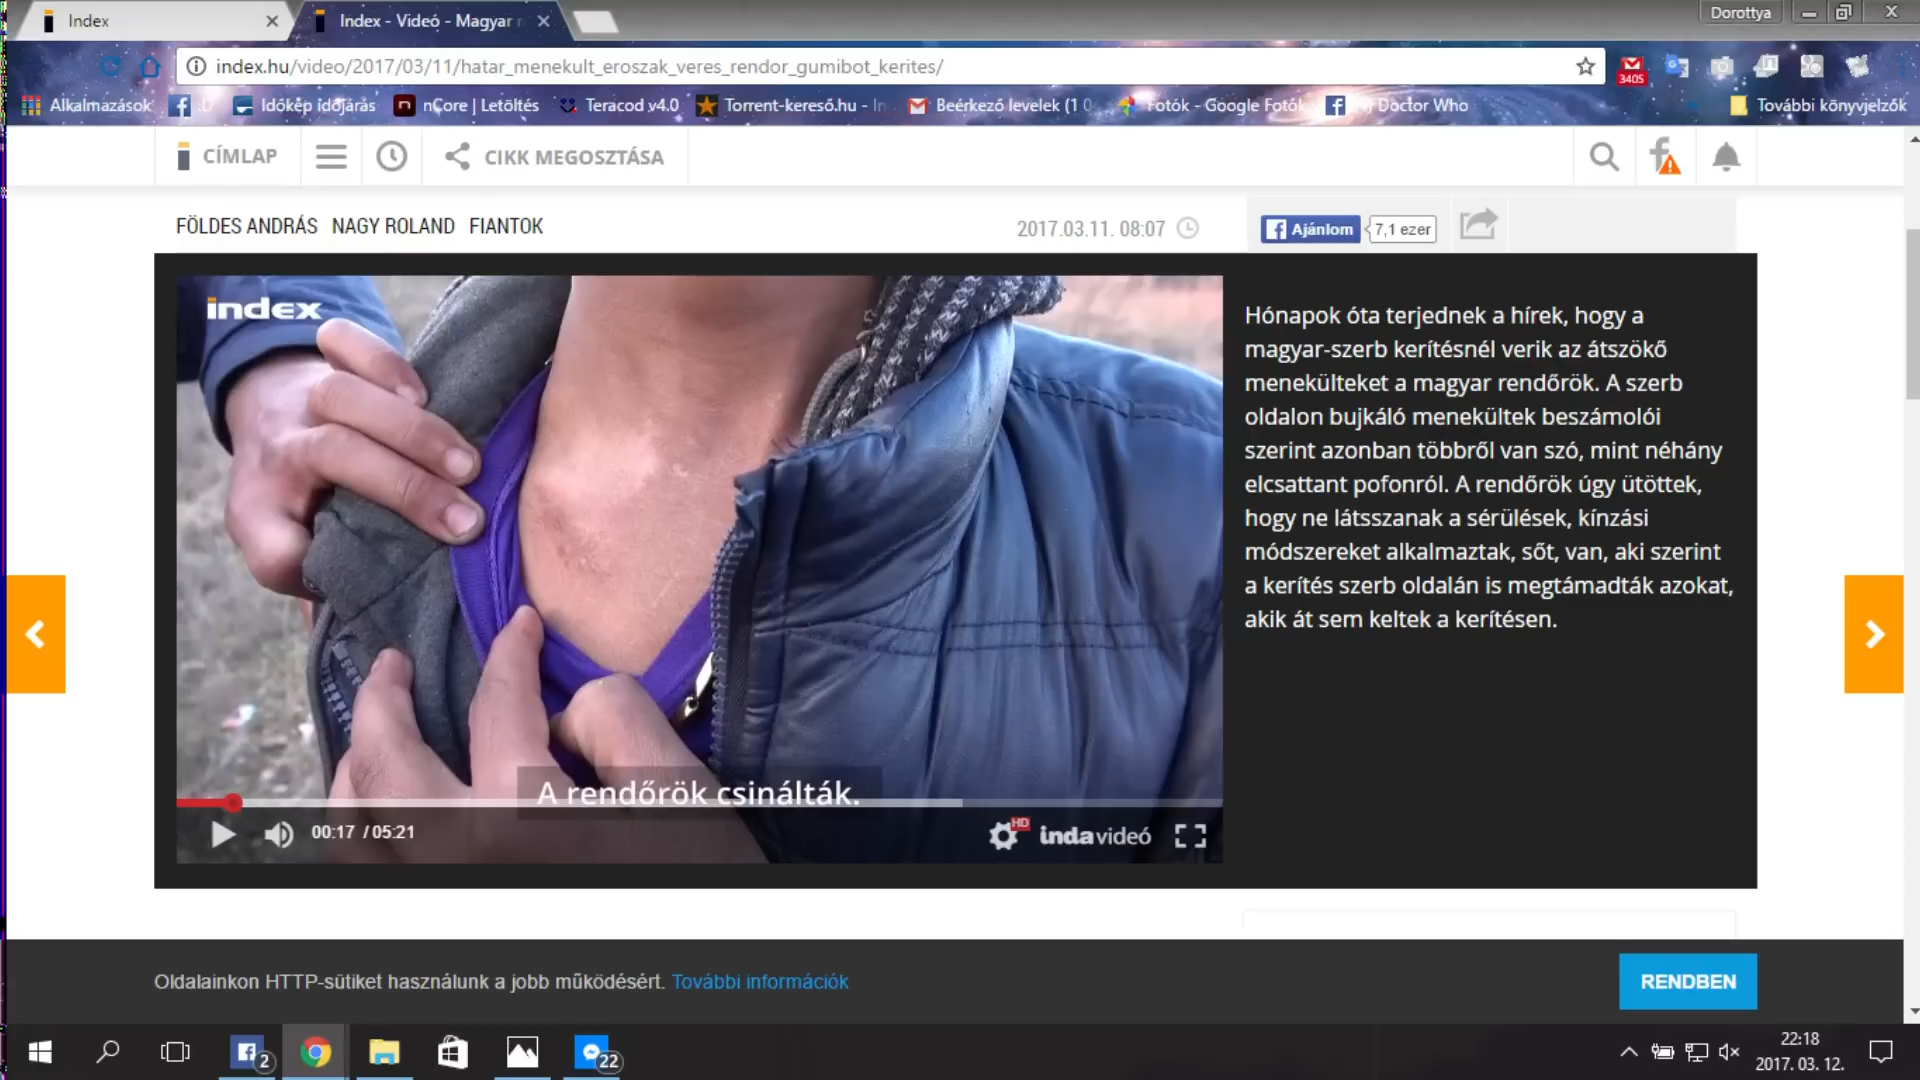 Index
Index - Videó - Magyar
Dorottya
index.hu/video/2017/03/11/hatar_menekult_eroszak_veres_rendor_gumibot_kerites/
3405
Alkalmazások
:D
Időkép időjárás
nCore | Letöltés
Teracod v4.0
Torrent-kereső.hu - In
Beérkező levelek (1 0
Fotók - Google Fotók
Doctor Who
További könyvjelzők
CÍMLAP
CIKK MEGOSZTÁSA
FÖLDES ANDRÁS NAGY ROLAND FIANTOK
2017.03.11. 08:07
Ajánlom
7,1 ezer
index
Hónapok óta terjednek a hírek, hogy a
magyar-szerb kerítésnél verik az átszökő
menekülteket a magyar rendőrök. A szerb
oldalon bujkáló menekültek beszámolói
szerint azonban többről van szó, mint néhány
elcsattant pofonról. A rendőrök úgy ütöttek,
hogy ne látsszanak a sérülések, kínzási
módszereket alkalmaztak, sőt, van, aki szerint
a kerítés szerb oldalán is megtámadták azokat,
akik át sem keltek a kerítésen.
A rendőrök csinálták.
00:17 / 05:21
HD
indavideó
Oldalainkon HTTP-sütiket használunk a jobb működésért. További információk
RENDBEN
2
22
22:18
2017. 03. 12.